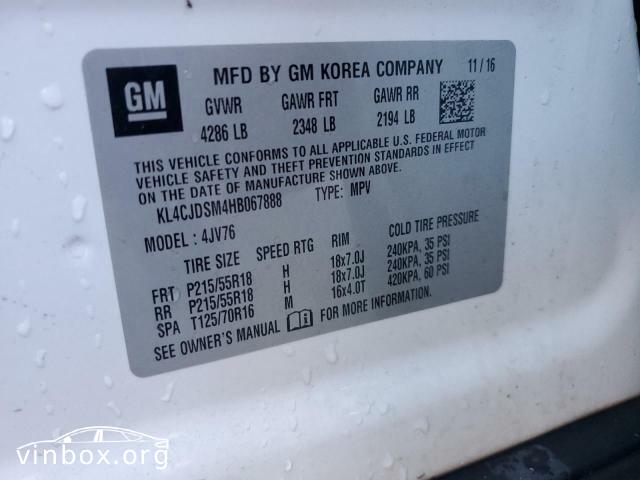 GM
MFD BY GM KOREA COMPANY 11/16
GVWR GAWR FRT GAWR RR
4286 LB 2348 LB 2194 LB
THIS VEHICLE CONFORMS TO ALL APPLICABLE U.S. FEDERAL MOTOR
VEHICLE SAFETY AND THEFT PREVENTION STANDARDS IN EFFECT
ON THE DATE OF MANUFACTURE SHOWN ABOVE.
KL4CJDSM4HB067888 TYPE: MPV
MODEL : 4JV76
TIRE SIZE SPEED RTG RIM COLD TIRE PRESSURE
FRT P215/55R18 H 18x7.0J 240KPA, 35 PSI
RR P215/55R18 H 18x7.0J 240KPA, 35 PSI
SPA T125/70R16 M 16x4.0T 420KPA, 60 PSI
SEE OWNER'S MANUAL FOR MORE INFORMATION.
vinbox.org